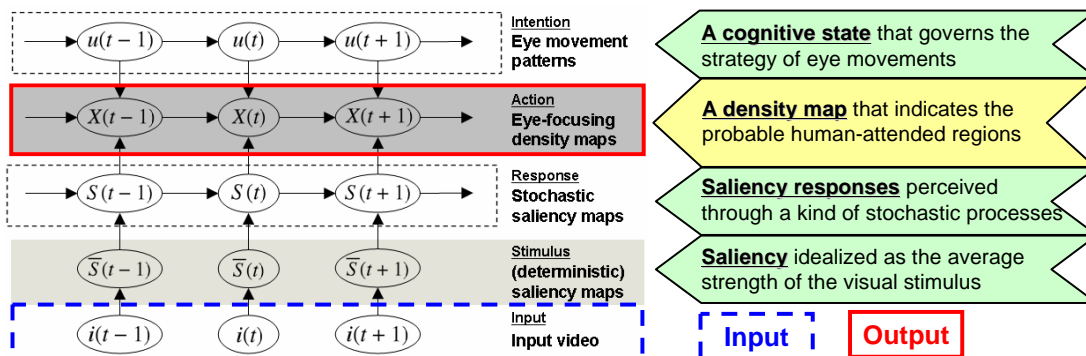 u(t − 1) u(t) u(t + 1)
Intention
Eye movement
patterns
A cognitive state that governs the
strategy of eye movements
X(t − 1) X(t) X(t + 1)
Action
Eye-focusing
density maps
A density map that indicates the
probable human-attended regions
S(t − 1) S(t) S(t + 1)
Response
Stochastic
saliency maps
Saliency responses perceived
through a kind of stochastic processes
S̅(t − 1) S̅(t) S̅(t + 1)
Stimulus
(deterministic)
saliency maps
Saliency idealized as the average
strength of the visual stimulus
i(t − 1) i(t) i(t + 1)
Input
Input video
Input
Output